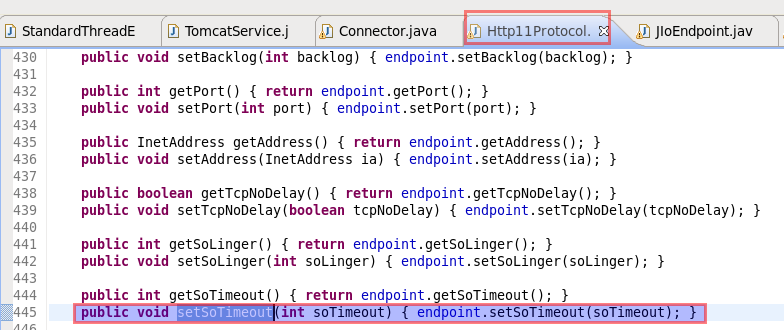 StandardThreadE TomcatService.j Connector.java Http11Protocol. JIoEndpoint.jav
430 public void setBacklog(int backlog) { endpoint.setBacklog(backlog); }
431
432 public int getPort() { return endpoint.getPort(); }
433 public void setPort(int port) { endpoint.setPort(port); }
434
435 public InetAddress getAddress() { return endpoint.getAddress(); }
436 public void setAddress(InetAddress ia) { endpoint.setAddress(ia); }
437
438 public boolean getTcpNoDelay() { return endpoint.getTcpNoDelay(); }
439 public void setTcpNoDelay(boolean tcpNoDelay) { endpoint.setTcpNoDelay(tcpNoDelay); }
440
441 public int getSoLinger() { return endpoint.getSoLinger(); }
442 public void setSoLinger(int soLinger) { endpoint.setSoLinger(soLinger); }
443
444 public int getSoTimeout() { return endpoint.getSoTimeout(); }
445 public void setSoTimeout(int soTimeout) { endpoint.setSoTimeout(soTimeout); }
446